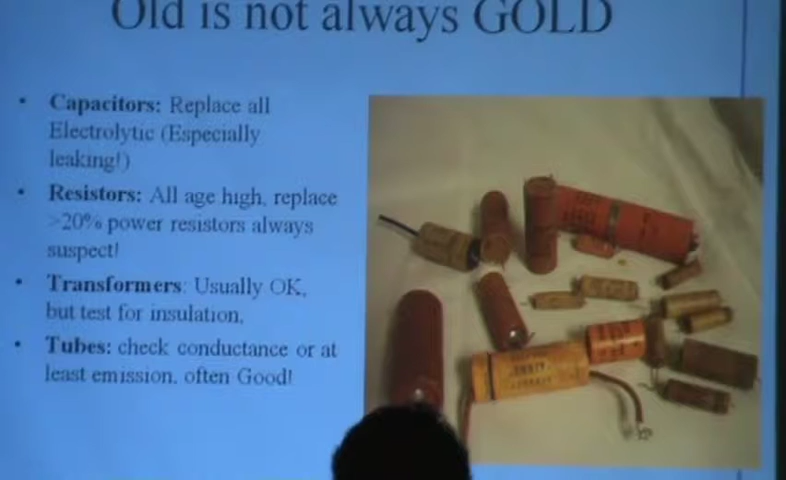 Old is not always GOLD
• Capacitors: Replace all
Electrolytic (Especially
leaking!)
• Resistors: All age high, replace
>20% power resistors always
suspect!
• Transformers: Usually OK,
but test for insulation,
• Tubes: check conductance or at
least emission, often Good!